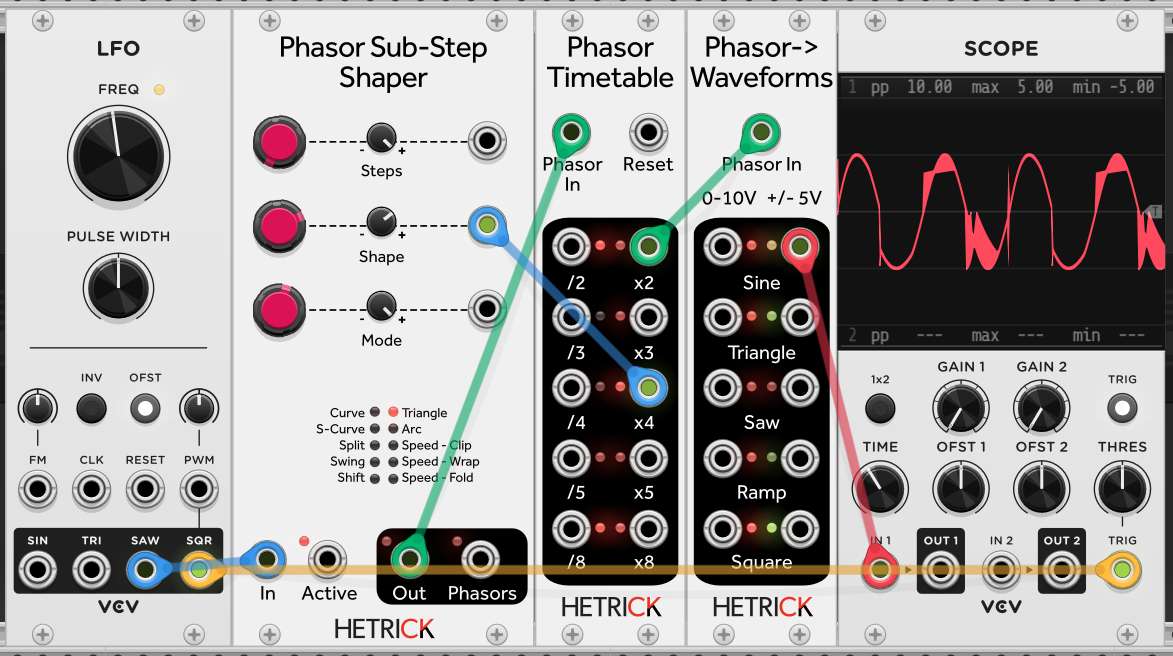 LFO
FREQ
PULSE WIDTH
INV
OFST
FM
CLK
RESET
PWM
SIN
TRI
SAW
SQR
VCV
Phasor Sub-Step
Shaper
- +
Steps
- +
Shape
- +
Mode
Curve
Triangle
S-Curve
Arc
Split
Speed - Clip
Swing
Speed - Wrap
Shift
Speed - Fold
In
Active
Out
Phasors
HETRICK
Phasor
Timetable
Phasor
In
Reset
/2
x2
/3
x3
/4
x4
/5
x5
/8
x8
HETRICK
Phasor->
Waveforms
Phasor In
0-10V +/- 5V
Sine
Triangle
Saw
Ramp
Square
HETRICK
SCOPE
1 pp 10.00 max 5.00 min -5.00
T
2 pp --- max --- min ---
1x2
GAIN 1
GAIN 2
TRIG
TIME
OFST 1
OFST 2
THRES
IN 1
OUT 1
IN 2
OUT 2
TRIG
VCV